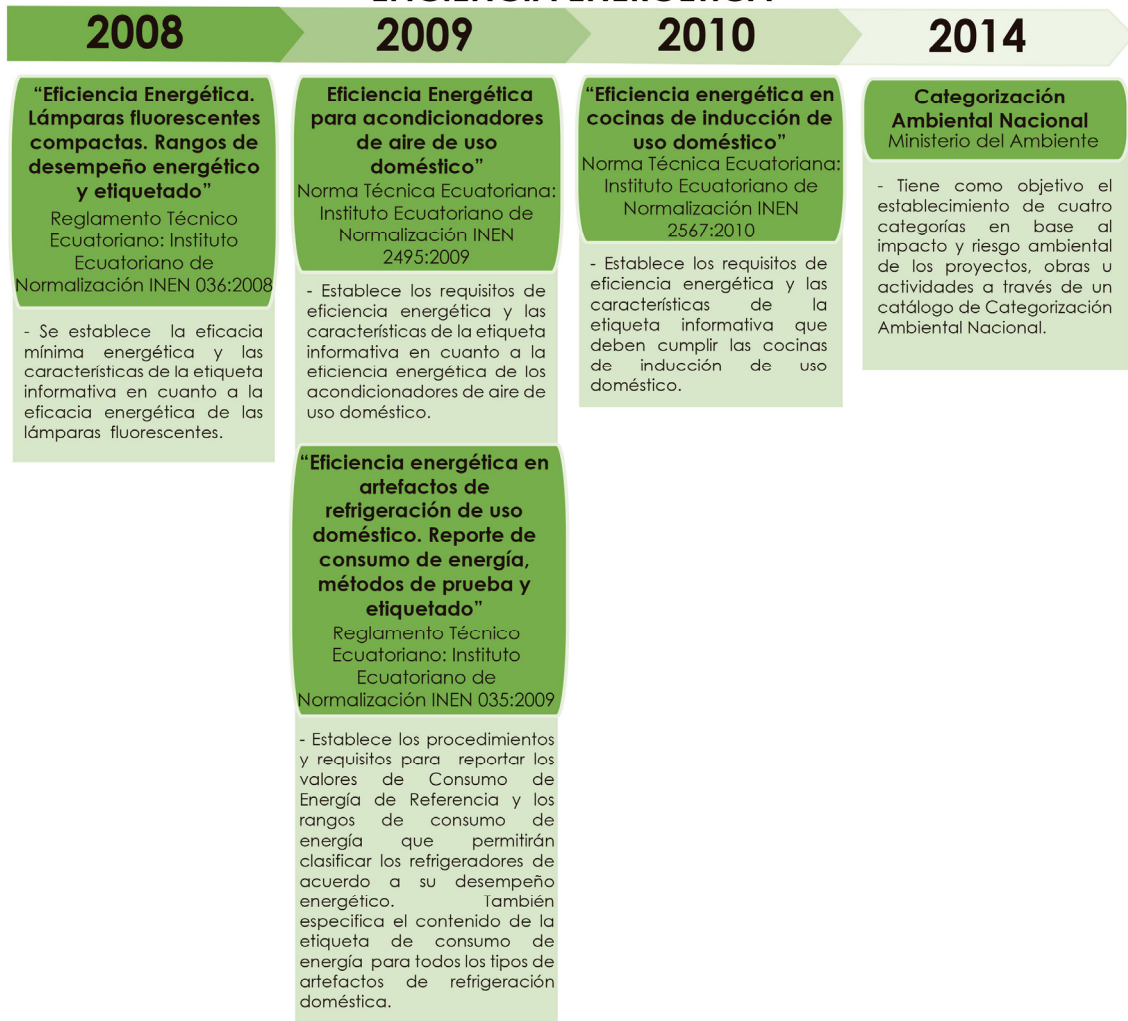 EFICIENCIA ENERGÉTICA
2008
2009
2010
2014
“Eficiencia Energética.
Lámparas fluorescentes
compactas. Rangos de
desempeño energético
y etiquetado”
Reglamento Técnico
Ecuatoriano: Instituto
Ecuatoriano de
Normalización INEN 036:2008
- Se establece la eficacia
mínima energética y las
características de la etiqueta
informativa en cuanto a la
eficacia energética de las
lámparas fluorescentes.
Eficiencia Energética
para acondicionadores
de aire de uso
doméstico”
Norma Técnica Ecuatoriana:
Instituto Ecuatoriano de
Normalización INEN
2495:2009
- Establece los requisitos de
eficiencia energética y las
características de la etiqueta
informativa en cuanto a la
eficiencia energética de los
acondicionadores de aire de
uso doméstico.
“Eficiencia energética en
artefactos de
refrigeración de uso
doméstico. Reporte de
consumo de energía,
métodos de prueba y
etiquetado”
Reglamento Técnico
Ecuatoriano: Instituto
Ecuatoriano de
Normalización INEN 035:2009
- Establece los procedimientos
y requisitos para reportar los
valores de Consumo de
Energía de Referencia y los
rangos de consumo de
energía que permitirán
clasificar los refrigeradores de
acuerdo a su desempeño
energético. También
especifica el contenido de la
etiqueta de consumo de
energía para todos los tipos de
artefactos de refrigeración
doméstica.
“Eficiencia energética en
cocinas de inducción de
uso doméstico”
Norma Técnica Ecuatoriana:
Instituto Ecuatoriano de
Normalización INEN
2567:2010
- Establece los requisitos de
eficiencia energética y las
características de la
etiqueta informativa que
deben cumplir las cocinas
de inducción de uso
doméstico.
Categorización
Ambiental Nacional
Ministerio del Ambiente
- Tiene como objetivo el
establecimiento de cuatro
categorías en base al
impacto y riesgo ambiental
de los proyectos, obras u
actividades a través de un
catálogo de Categorización
Ambiental Nacional.